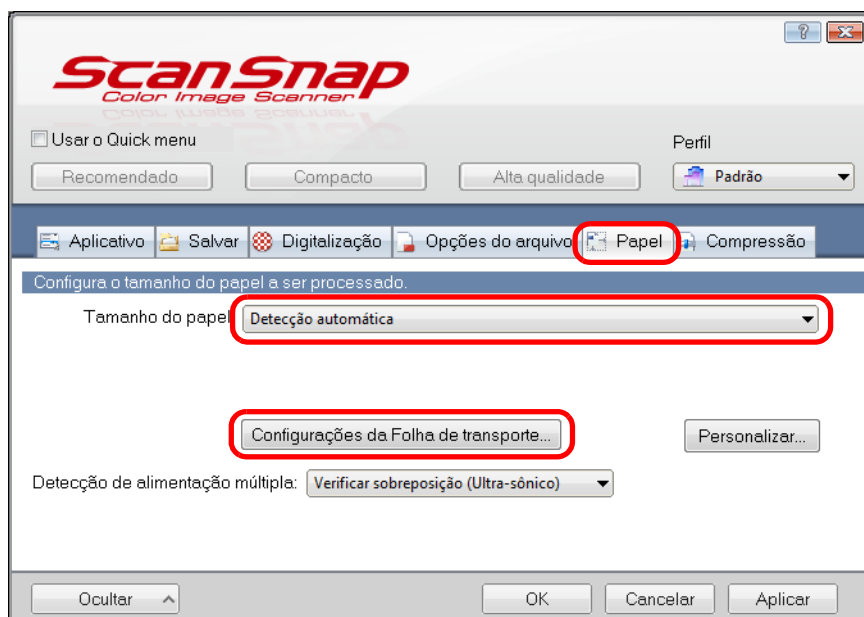 ScanSnap
Color Image Scanner
Usar o Quick menu
Perfil
Recomendado Compacto Alta qualidade Padrão
Aplicativo Salvar Digitalização Opções do arquivo Papel Compressão
Configura o tamanho do papel a ser processado.
Tamanho do papel Detecção automática
Configurações da Folha de transporte... Personalizar...
Detecção de alimentação múltipla: Verificar sobreposição (Ultra-sônico)
Ocultar OK Cancelar Aplicar